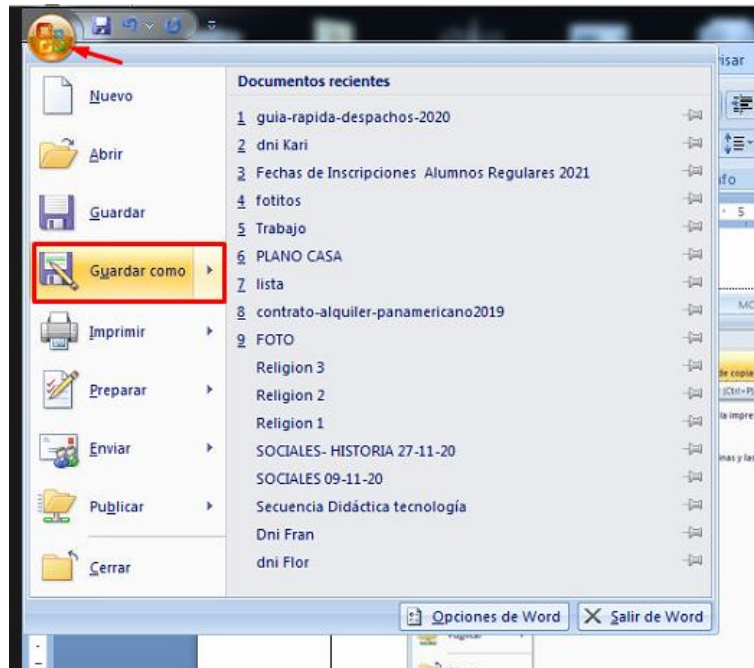 Nuevo
Abrir
Guardar
Guardar como
Imprimir
Preparar
Enviar
Publicar
Cerrar
Documentos recientes
1 guia-rapida-despachos-2020
2 dni Kari
3 Fechas de Inscripciones Alumnos Regulares 2021
4 fotitos
5 Trabajo
6 PLANO CASA
7 lista
8 contrato-alquiler-panamericano2019
9 FOTO
Religion 3
Religion 2
Religion 1
SOCIALES- HISTORIA 27-11-20
SOCIALES 09-11-20
Secuencia Didáctica tecnología
Dni Fran
dni Flor
Opciones de Word
Salir de Word